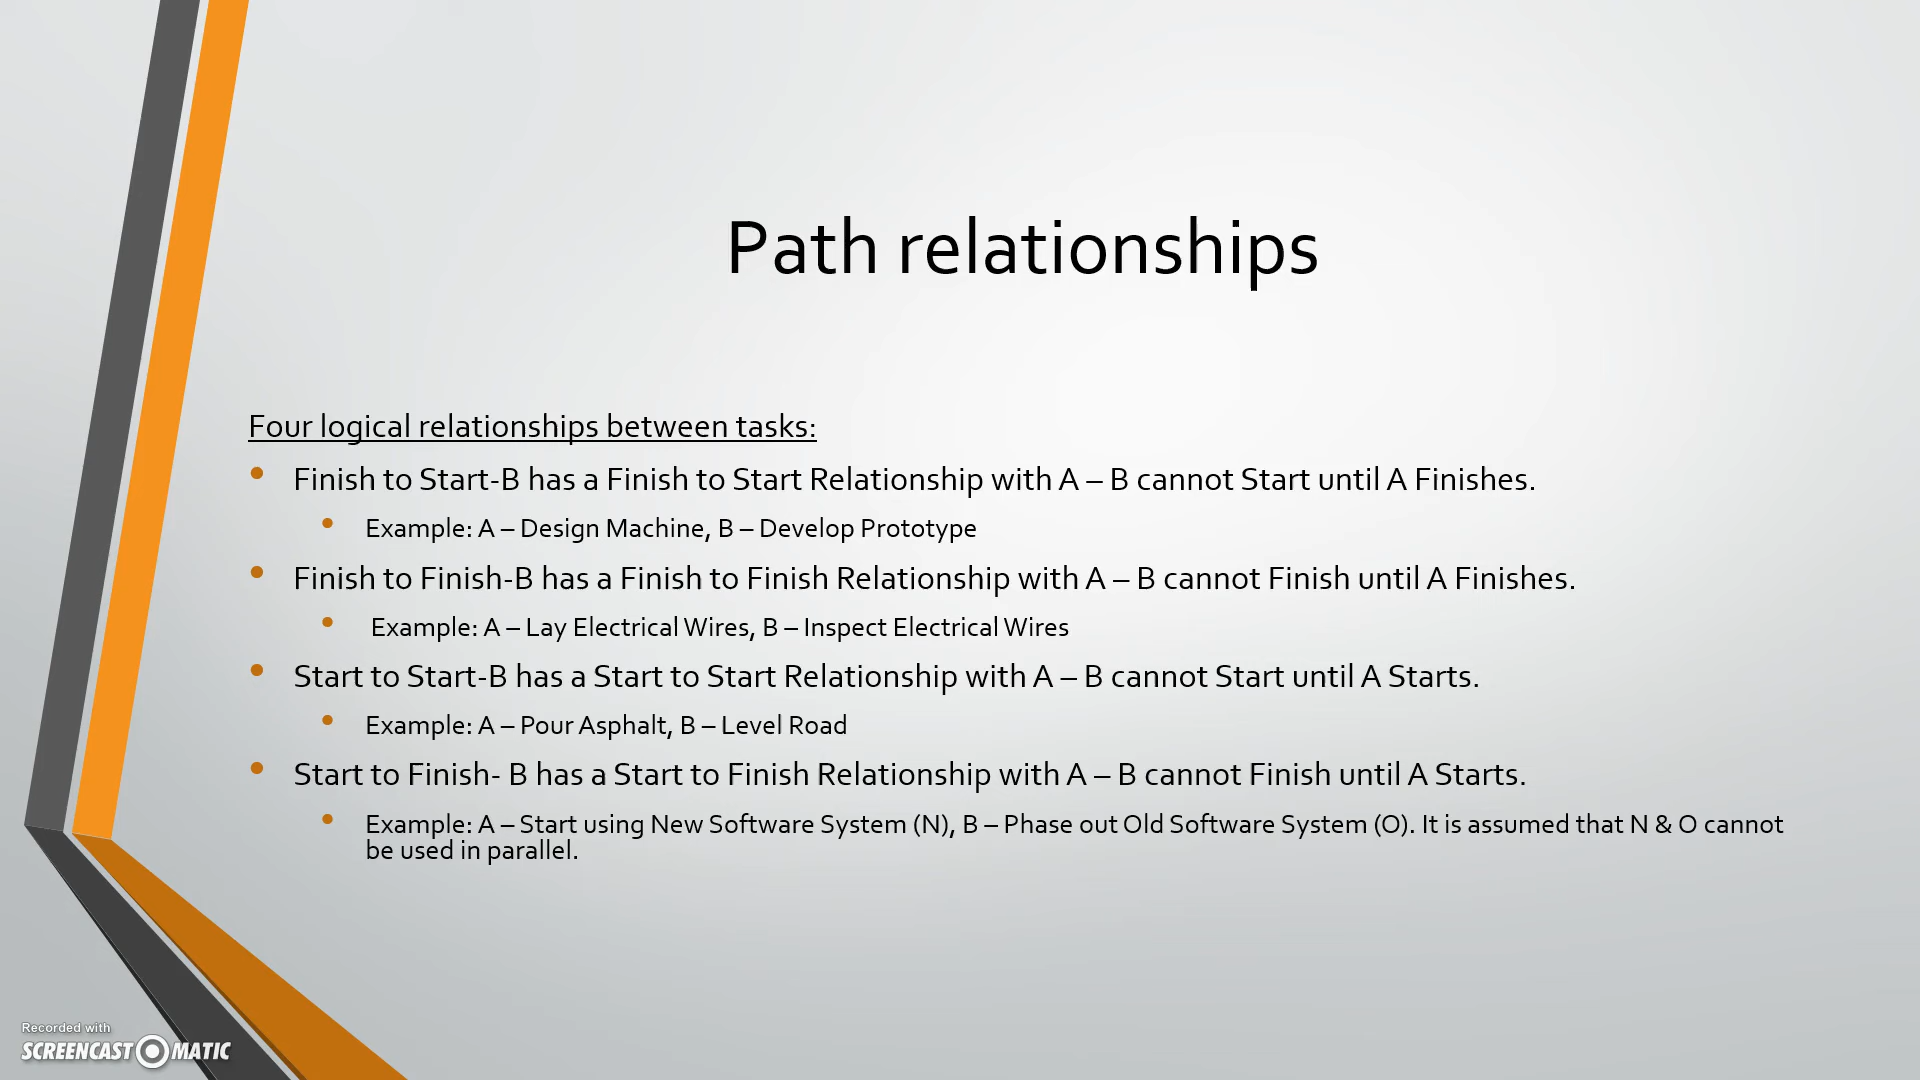 Path relationships
Four logical relationships between tasks:
Finish to Start-B has a Finish to Start Relationship with A – B cannot Start until A Finishes.
Example: A – Design Machine, B – Develop Prototype
Finish to Finish-B has a Finish to Finish Relationship with A – B cannot Finish until A Finishes.
Example: A – Lay Electrical Wires, B – Inspect Electrical Wires
Start to Start-B has a Start to Start Relationship with A – B cannot Start until A Starts.
Example: A – Pour Asphalt, B – Level Road
Start to Finish- B has a Start to Finish Relationship with A – B cannot Finish until A Starts.
Example: A – Start using New Software System (N), B – Phase out Old Software System (O). It is assumed that N & O cannot
be used in parallel.
Recorded with
SCREENCAST MATIC